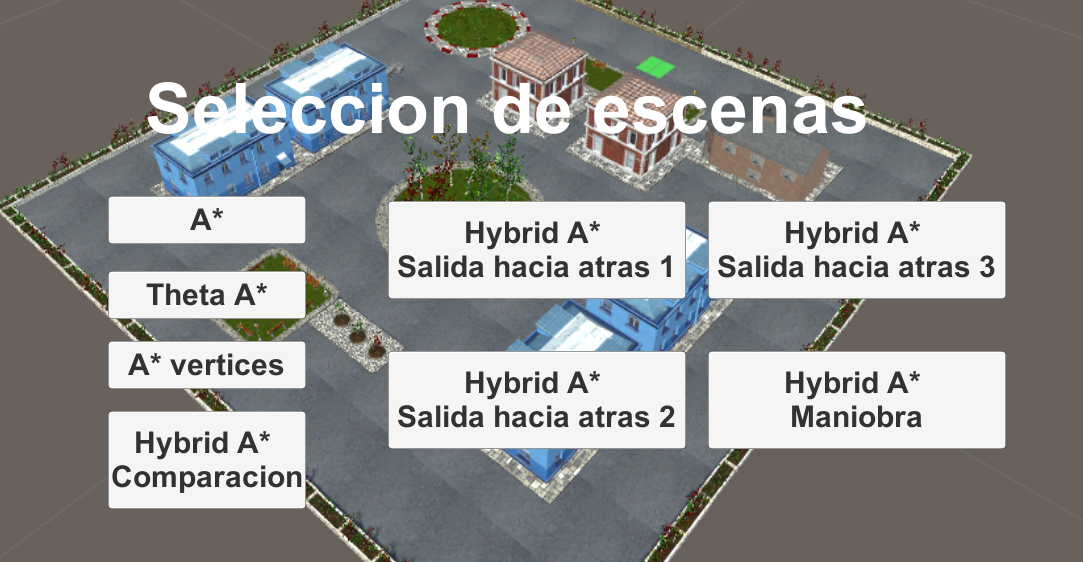 Seleccion de escenas
A*
Theta A*
A* vertices
Hybrid A*
Comparacion
Hybrid A*
Salida hacia atras 1
Hybrid A*
Salida hacia atras 2
Hybrid A*
Salida hacia atras 3
Hybrid A*
Maniobra